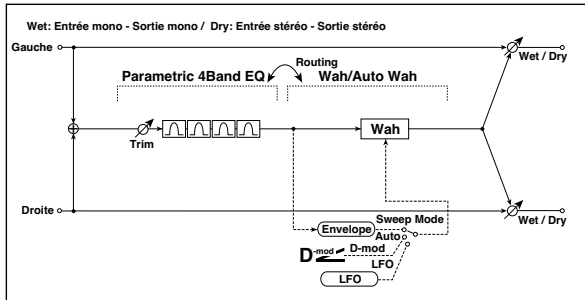 Wet: Entrée mono - Sortie mono / Dry: Entrée stéréo - Sortie stéréo
Gauche
Wet / Dry
Routing
Parametric 4Band EQ
Wah/Auto Wah
Trim
Wah
Droite
Wet / Dry
Envelope
Sweep Mode
Auto
D-mod
D-mod
LFO
LFO